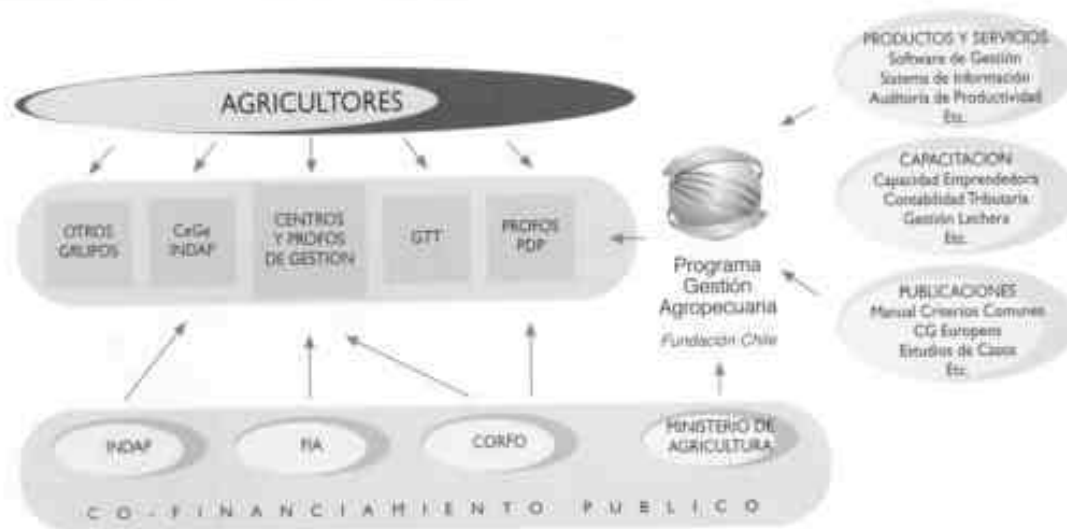 AGRICULTORES
OTROS
GRUPOS
CeGe
INDAP
CENTROS
Y PROFOS
DE GESTION
GTT
PROFOS
PDP
Programa
Gestión
Agropecuaria
Fundación Chile
PRODUCTOS Y SERVICIOS
Software de Gestión
Sistema de Información
Auditoría de Productividad
Etc.
CAPACITACION
Capacidad Emprendedora
Contabilidad Tributaria
Gestión Lechera
Etc.
PUBLICACIONES
Manual Criterios Comunes
CG Europeos
Estudios de Casos
Etc.
INDAP
FIA
CORFO
MINISTERIO DE
AGRICULTURA
CO-FINANCIAMIENTO PUBLICO